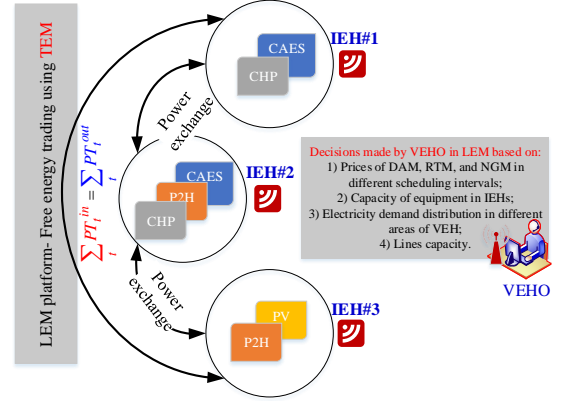 LEM platform- Free energy trading using TEM
∑ₜ PTₜⁱⁿ = ∑ₜ PTₜᵒᵘᵗ
IEH#1
CAES
CHP
Power
exchange
IEH#2
CAES
P2H
CHP
Power
exchange
IEH#3
PV
P2H
Decisions made by VEHO in LEM based on:
1) Prices of DAM, RTM, and NGM in
different scheduling intervals;
2) Capacity of equipment in IEHs;
3) Electricity demand distribution in different
areas of VEH;
4) Lines capacity.
VEHO